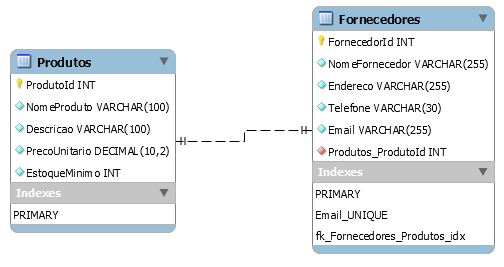 Produtos
ProdutoId INT
NomeProduto VARCHAR(100)
Descricao VARCHAR(100)
PrecoUnitario DECIMAL(10,2)
EstoqueMinimo INT
Indexes
PRIMARY
Fornecedores
FornecedorId INT
NomeFornecedor VARCHAR(255)
Endereco VARCHAR(255)
Telefone VARCHAR(30)
Email VARCHAR(255)
Produtos_ProdutoId INT
Indexes
PRIMARY
Email_UNIQUE
fk_Fornecedores_Produtos_idx